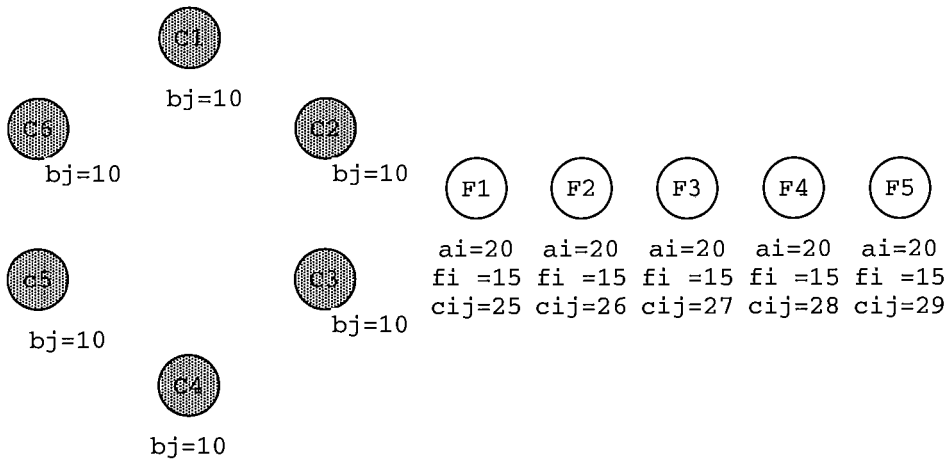 C1
bj=10
C6
bj=10
C2
bj=10
c5
bj=10
C3
bj=10
C4
bj=10
F1 F2 F3 F4 F5
ai=20 ai=20 ai=20 ai=20 ai=20
fi =15 fi =15 fi =15 fi =15 fi =15
cij=25 cij=26 cij=27 cij=28 cij=29